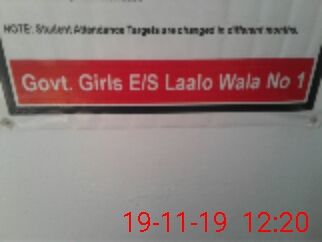 NOTE: Student Attendance Targets are changed in different months.
Govt. Girls E/S Laalo Wala No 1
19-11-19 12:20